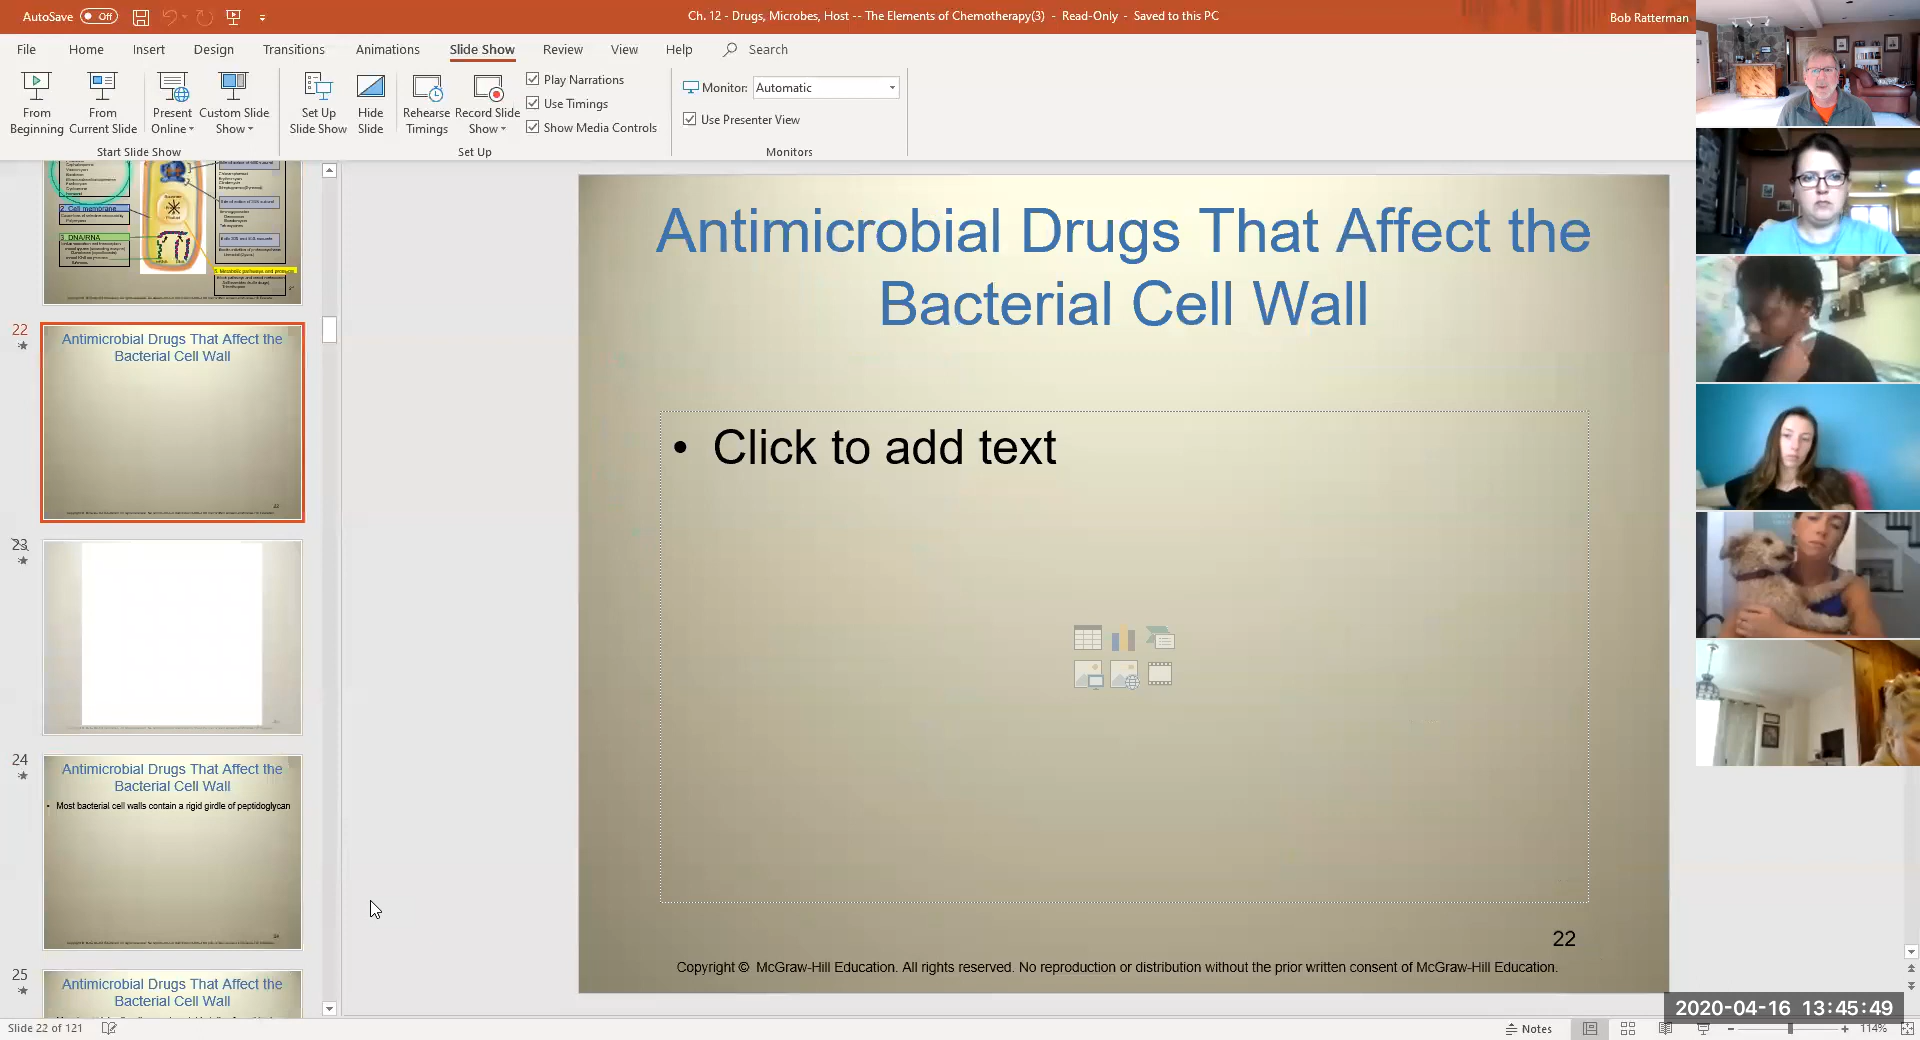 AutoSave Off
Ch. 12 - Drugs, Microbes, Host -- The Elements of Chemotherapy(3) - Read-Only - Saved to this PC
Bob Ratterman
File Home Insert Design Transitions Animations Slide Show Review View Help Search
From Beginning
From Current Slide
Present Online
Custom Slide Show
Set Up Slide Show
Hide Slide
Rehearse Timings
Record Slide Show
Play Narrations
Use Timings
Show Media Controls
Monitor: Automatic
Use Presenter View
Start Slide Show
Set Up
Monitors
2. Cell membrane
3. DNA/RNA
22
Antimicrobial Drugs That Affect the
Bacterial Cell Wall
23
24
Antimicrobial Drugs That Affect the
Bacterial Cell Wall
• Most bacterial cell walls contain a rigid girdle of peptidoglycan
25
Antimicrobial Drugs That Affect the
Bacterial Cell Wall
Antimicrobial Drugs That Affect the
Bacterial Cell Wall
• Click to add text
22
Copyright © McGraw-Hill Education. All rights reserved. No reproduction or distribution without the prior written consent of McGraw-Hill Education.
2020-04-16 13:45:49
Slide 22 of 121
Notes
114%